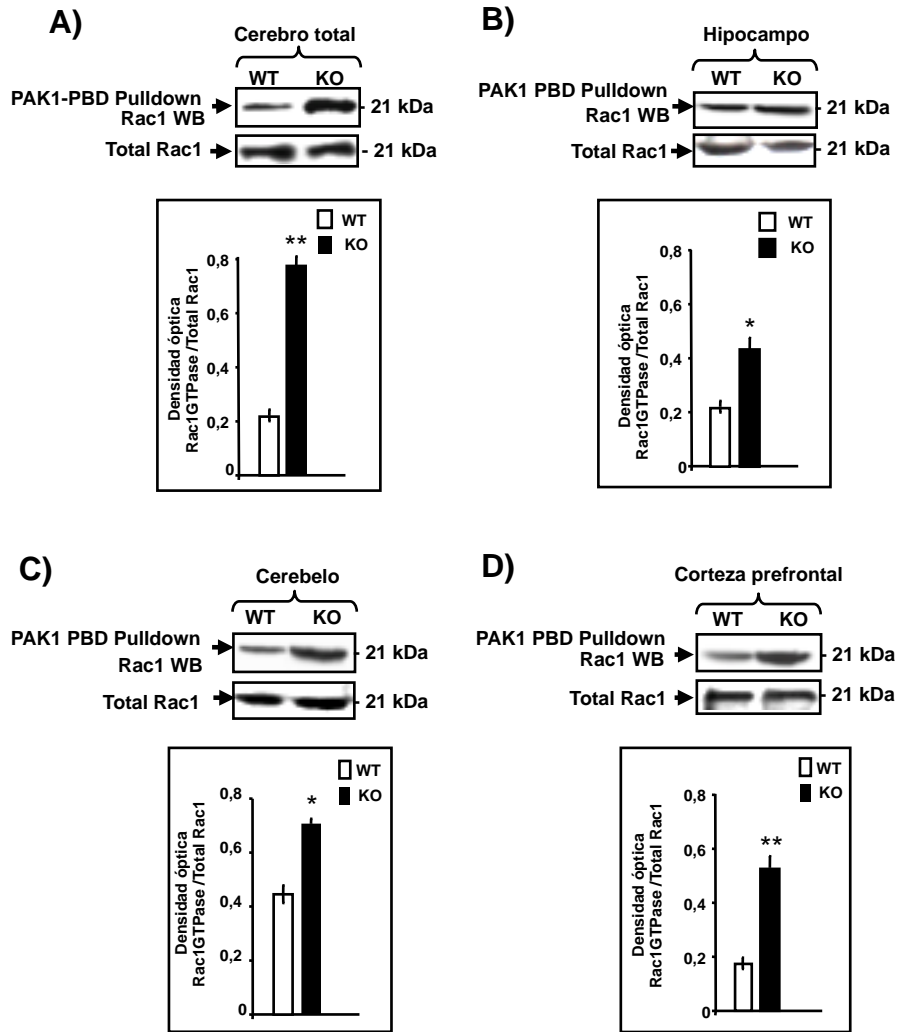 A)
Cerebro total
WT KO
PAK1-PBD Pulldown
Rac1 WB
21 kDa
Total Rac1
- 21 kDa
WT
KO
**
0,8
0,6
0,4
0,2
0
Densidad óptica
Rac1GTPase /Total Rac1
B)
Hipocampo
WT KO
PAK1 PBD Pulldown
Rac1 WB
- 21 kDa
Total Rac1
- 21 kDa
WT
KO
*
0,8
0,6
0,4
0,2
0
Densidad óptica
Rac1GTPase /Total Rac1
C)
Cerebelo
WT KO
PAK1 PBD Pulldown
Rac1 WB
- 21 kDa
Total Rac1
- 21 kDa
WT
KO
*
0,8
0,6
0,4
0,2
0
Densidad óptica
Rac1GTPase /Total Rac1
D)
Corteza prefrontal
WT KO
PAK1 PBD Pulldown
Rac1 WB
- 21 kDa
Total Rac1
- 21 kDa
WT
KO
**
0,8
0,6
0,4
0,2
0
Densidad óptica
Rac1GTPase /Total Rac1